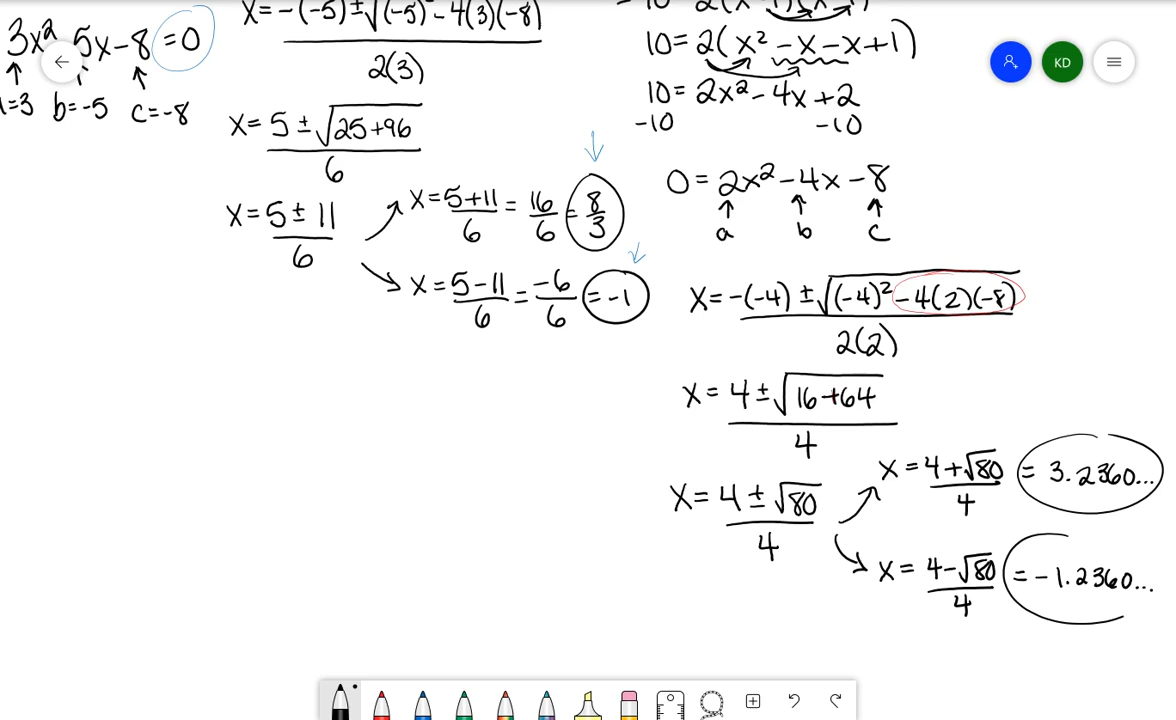 3x² 5x-8=0
=3 b=-5 c=-8
X=-(-5)±√(-5)²-4(3)(-8)
2(3)
X=5±√25+96
6
X=5±11
6
X=5+11=16=8
6 6 3
X=5-11=-6=-1
6 6
10=2(x²-x-x+1)
10=2x²-4x+2
-10 -10
0=2x²-4x-8
a b c
X=-(-4)±√(-4)²-4(2)(-8)
2(2)
X=4±√16+64
4
X=4±√80
4
X=4+√80=3.2360...
4
X=4-√80=-1.2360...
4
KD